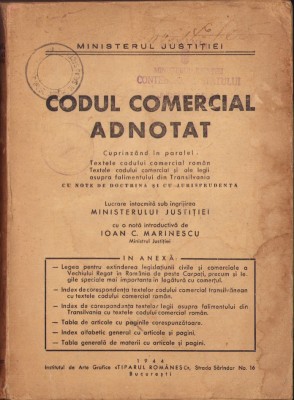 MINISTERUL JUSTIȚIEI
CODUL COMERCIAL
ADNOTAT
Cuprinzând în paralel:
Textele codului comercial român
Textele codului comercial și ale legii
asupra falimentului din Transilvania
CU NOTE DE DOCTRINĂ ȘI CU JURISPRUDENȚA
Lucrare întocmită sub îngrijirea
MINISTERULUI JUSTIȚIEI
cu o notă introductivă de
IOAN C. MARINESCU
Ministrul Justiției
IN ANEXĂ:
— Legea pentru extinderea legislațiunii civile și comerciale a
Vechiului Regat în România de peste Carpați, precum și le-
gile speciale mai importante în legătură cu comerțul.
— Index de corespondența textelor codului comercial transilvănean
cu textele codului comercial român.
— Index de corespondența textelor legii asupra falimentului din
Transilvania cu textele codului comercial român.
— Tabla de articole cu paginile corespunzătoare.
— Index alfabetic general cu articole și pagini.
— Tabla generală de materii cu articole și pagini.
1944
Institutul de Arte Grafice «TIPARUL ROMÂNESC», Strada Sărindar No. 16
București